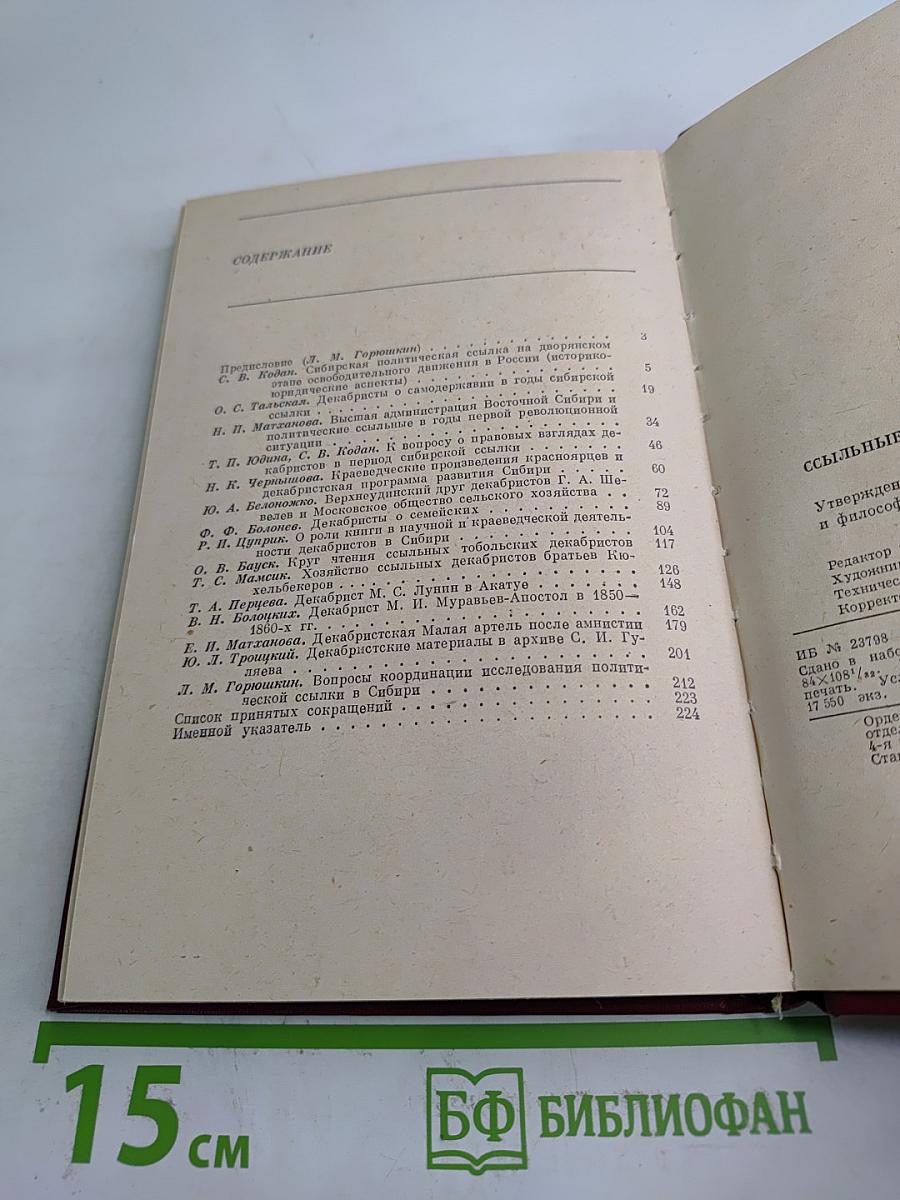 СОДЕРЖАНИЕ
Предисловие (Л. М. Горюшкин) . . . . . . . . . . . . . 3
С. В. Кодан. Сибирская политическая ссылка на дворянском
этапе освободительного движения в России (историко-
юридические аспекты) . . . . . . . . . . . . . 5
О. С. Тальская. Декабристы о самодержавии в годы сибирской
ссылки . . . . . . . . . . . . . . . . . 19
Н. П. Матханова. Высшая администрация Восточной Сибири и
политические ссыльные в годы первой революционной
ситуации . . . . . . . . . . . . . . . . 34
Т. П. Юдина, С. В. Кодан. К вопросу о правовых взглядах де-
кабристов в период сибирской ссылки . . . . . . 46
Н. К. Чернышова. Краеведческие произведения красноярцев и
декабристская программа развития Сибири . . . . . 60
Ю. А. Белоножко. Верхнеудинский друг декабристов Г. А. Ше-
велев и Московское общество сельского хозяйства . . 72
Ф. Ф. Болонев. Декабристы о семейских . . . . . . . . 89
Р. И. Цуприк. О роли книги в научной и краеведческой деятель-
ности декабристов в Сибири . . . . . . . . . . . 104
О. В. Бауск. Круг чтения ссыльных тобольских декабристов 117
Т. С. Мамсик. Хозяйство ссыльных декабристов братьев Кю-
хельбекеров . . . . . . . . . . . . . . . 126
Т. А. Перцева. Декабрист М. С. Лунин в Акатуе . . . . . . 148
В. Н. Болоцких. Декабрист М. И. Муравьев-Апостол в 1850—
1860-х гг. . . . . . . . . . . . . . . . . 162
Е. И. Матханова. Декабристская Малая артель после амнистии 179
Ю. Л. Троицкий. Декабристские материалы в архиве С. И. Гу-
ляева . . . . . . . . . . . . . . . . . . 201
Л. М. Горюшкин. Вопросы координации исследования полити-
ческой ссылки в Сибири . . . . . . . . . . . . 212
Список принятых сокращений . . . . . . . . . . . . . 223
Именной указатель . . . . . . . . . . . . . . . . . 224
ССЫЛЬНЫЕ
Утвержден
и философ
Редактор
Художни
Техничес
Коррект
ИБ № 23798
Сдано в набо
84×108¹/₃₂.
печать. Усл
17 550 экз.
Орде
отдел
4-я
Стан
15 см
БФ БИБЛИОФАН